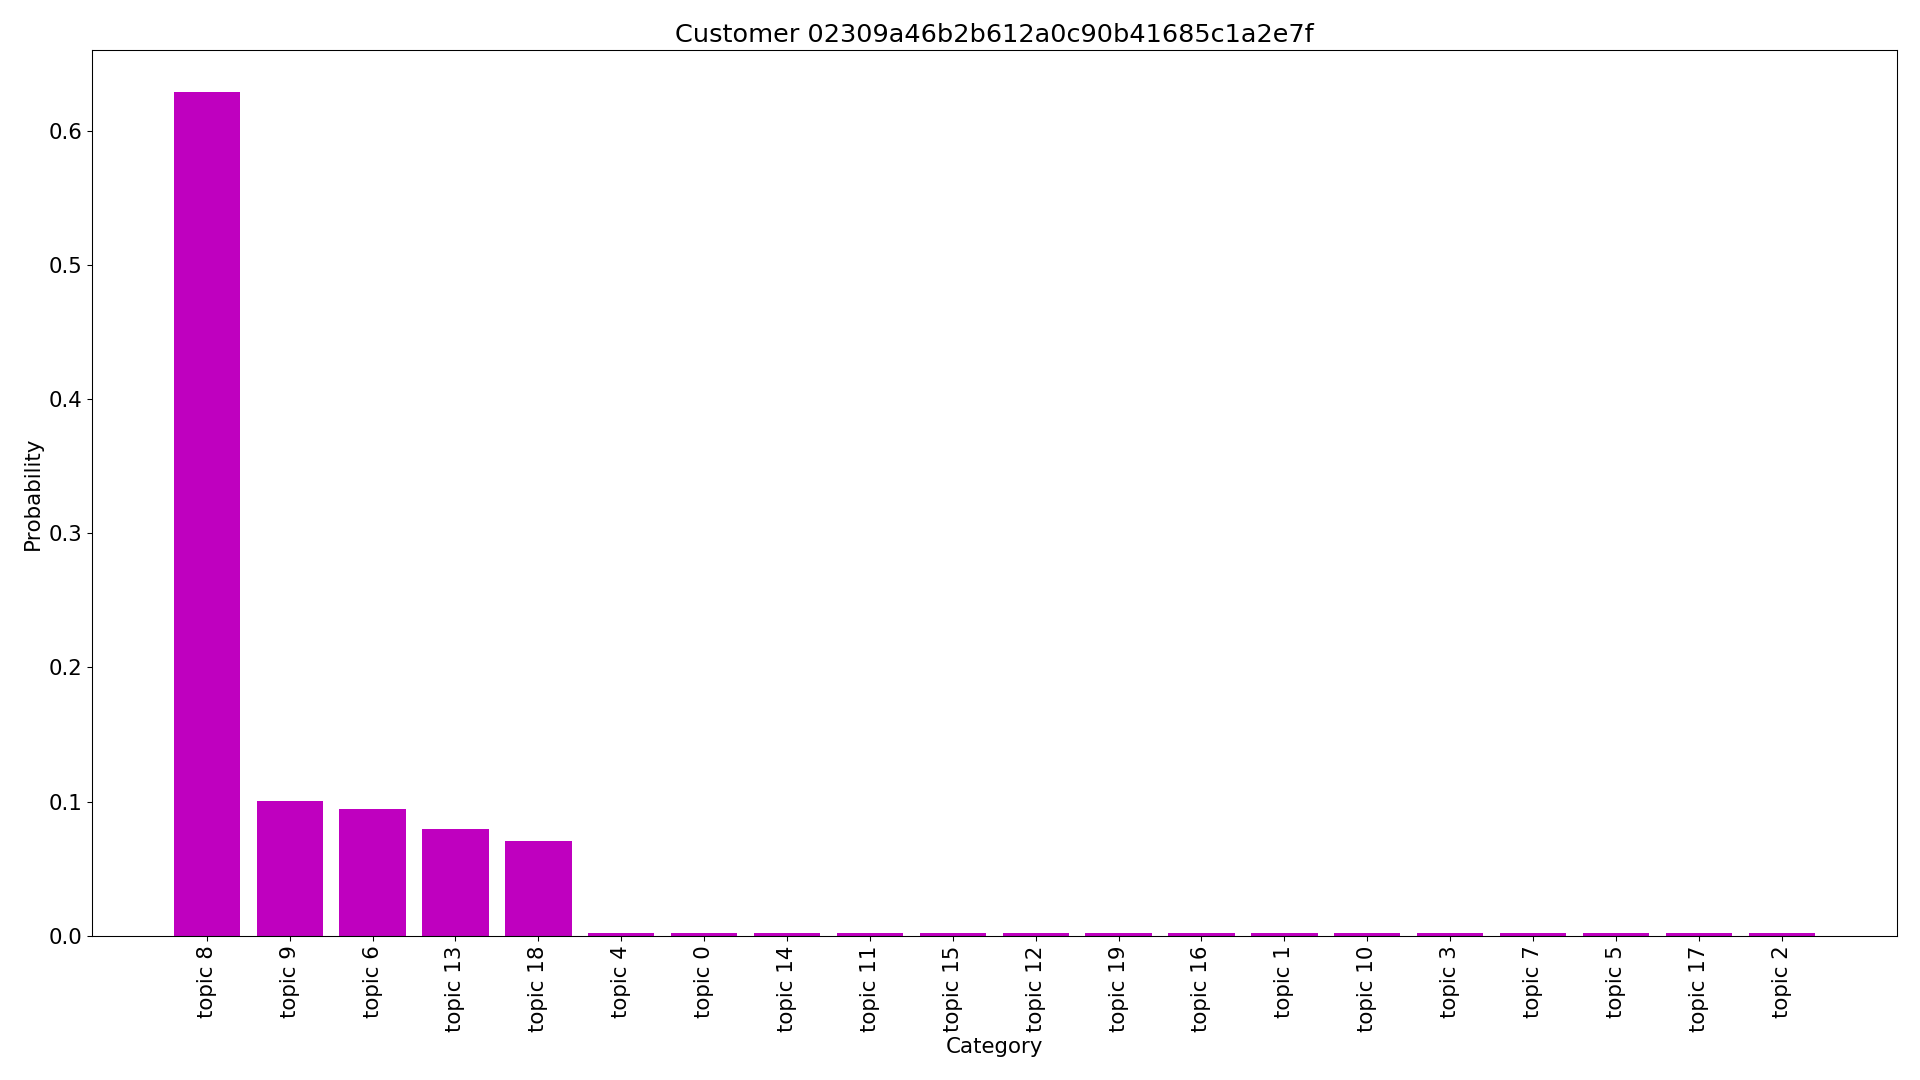 Customer 02309a46b2b612a0c90b41685c1a2e7f
Probability
0.6
0.5
0.4
0.3
0.2
0.1
0.0
topic 8
topic 9
topic 6
topic 13
topic 18
topic 4
topic 0
topic 14
topic 11
topic 15
topic 12
topic 19
topic 16
topic 1
topic 10
topic 3
topic 7
topic 5
topic 17
topic 2
Category